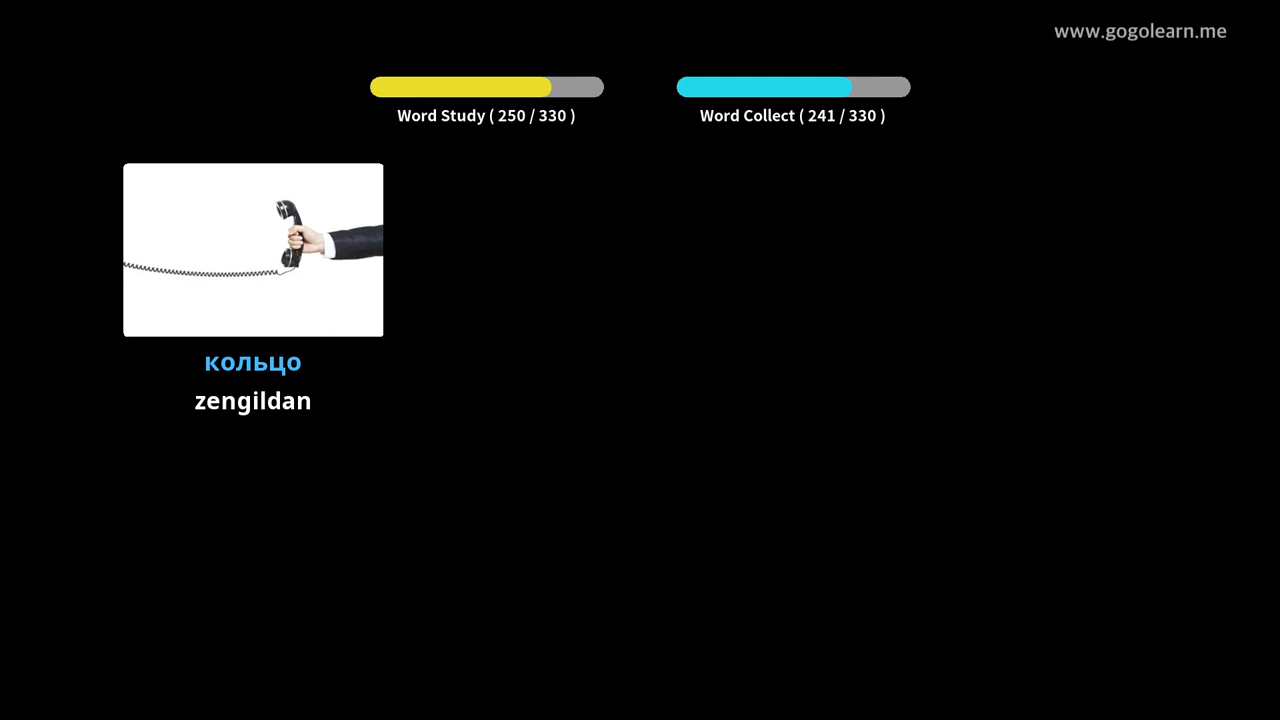 www.gogolearn.me
Word Study ( 250 / 330 )
Word Collect ( 241 / 330 )
кольцо
zengildan